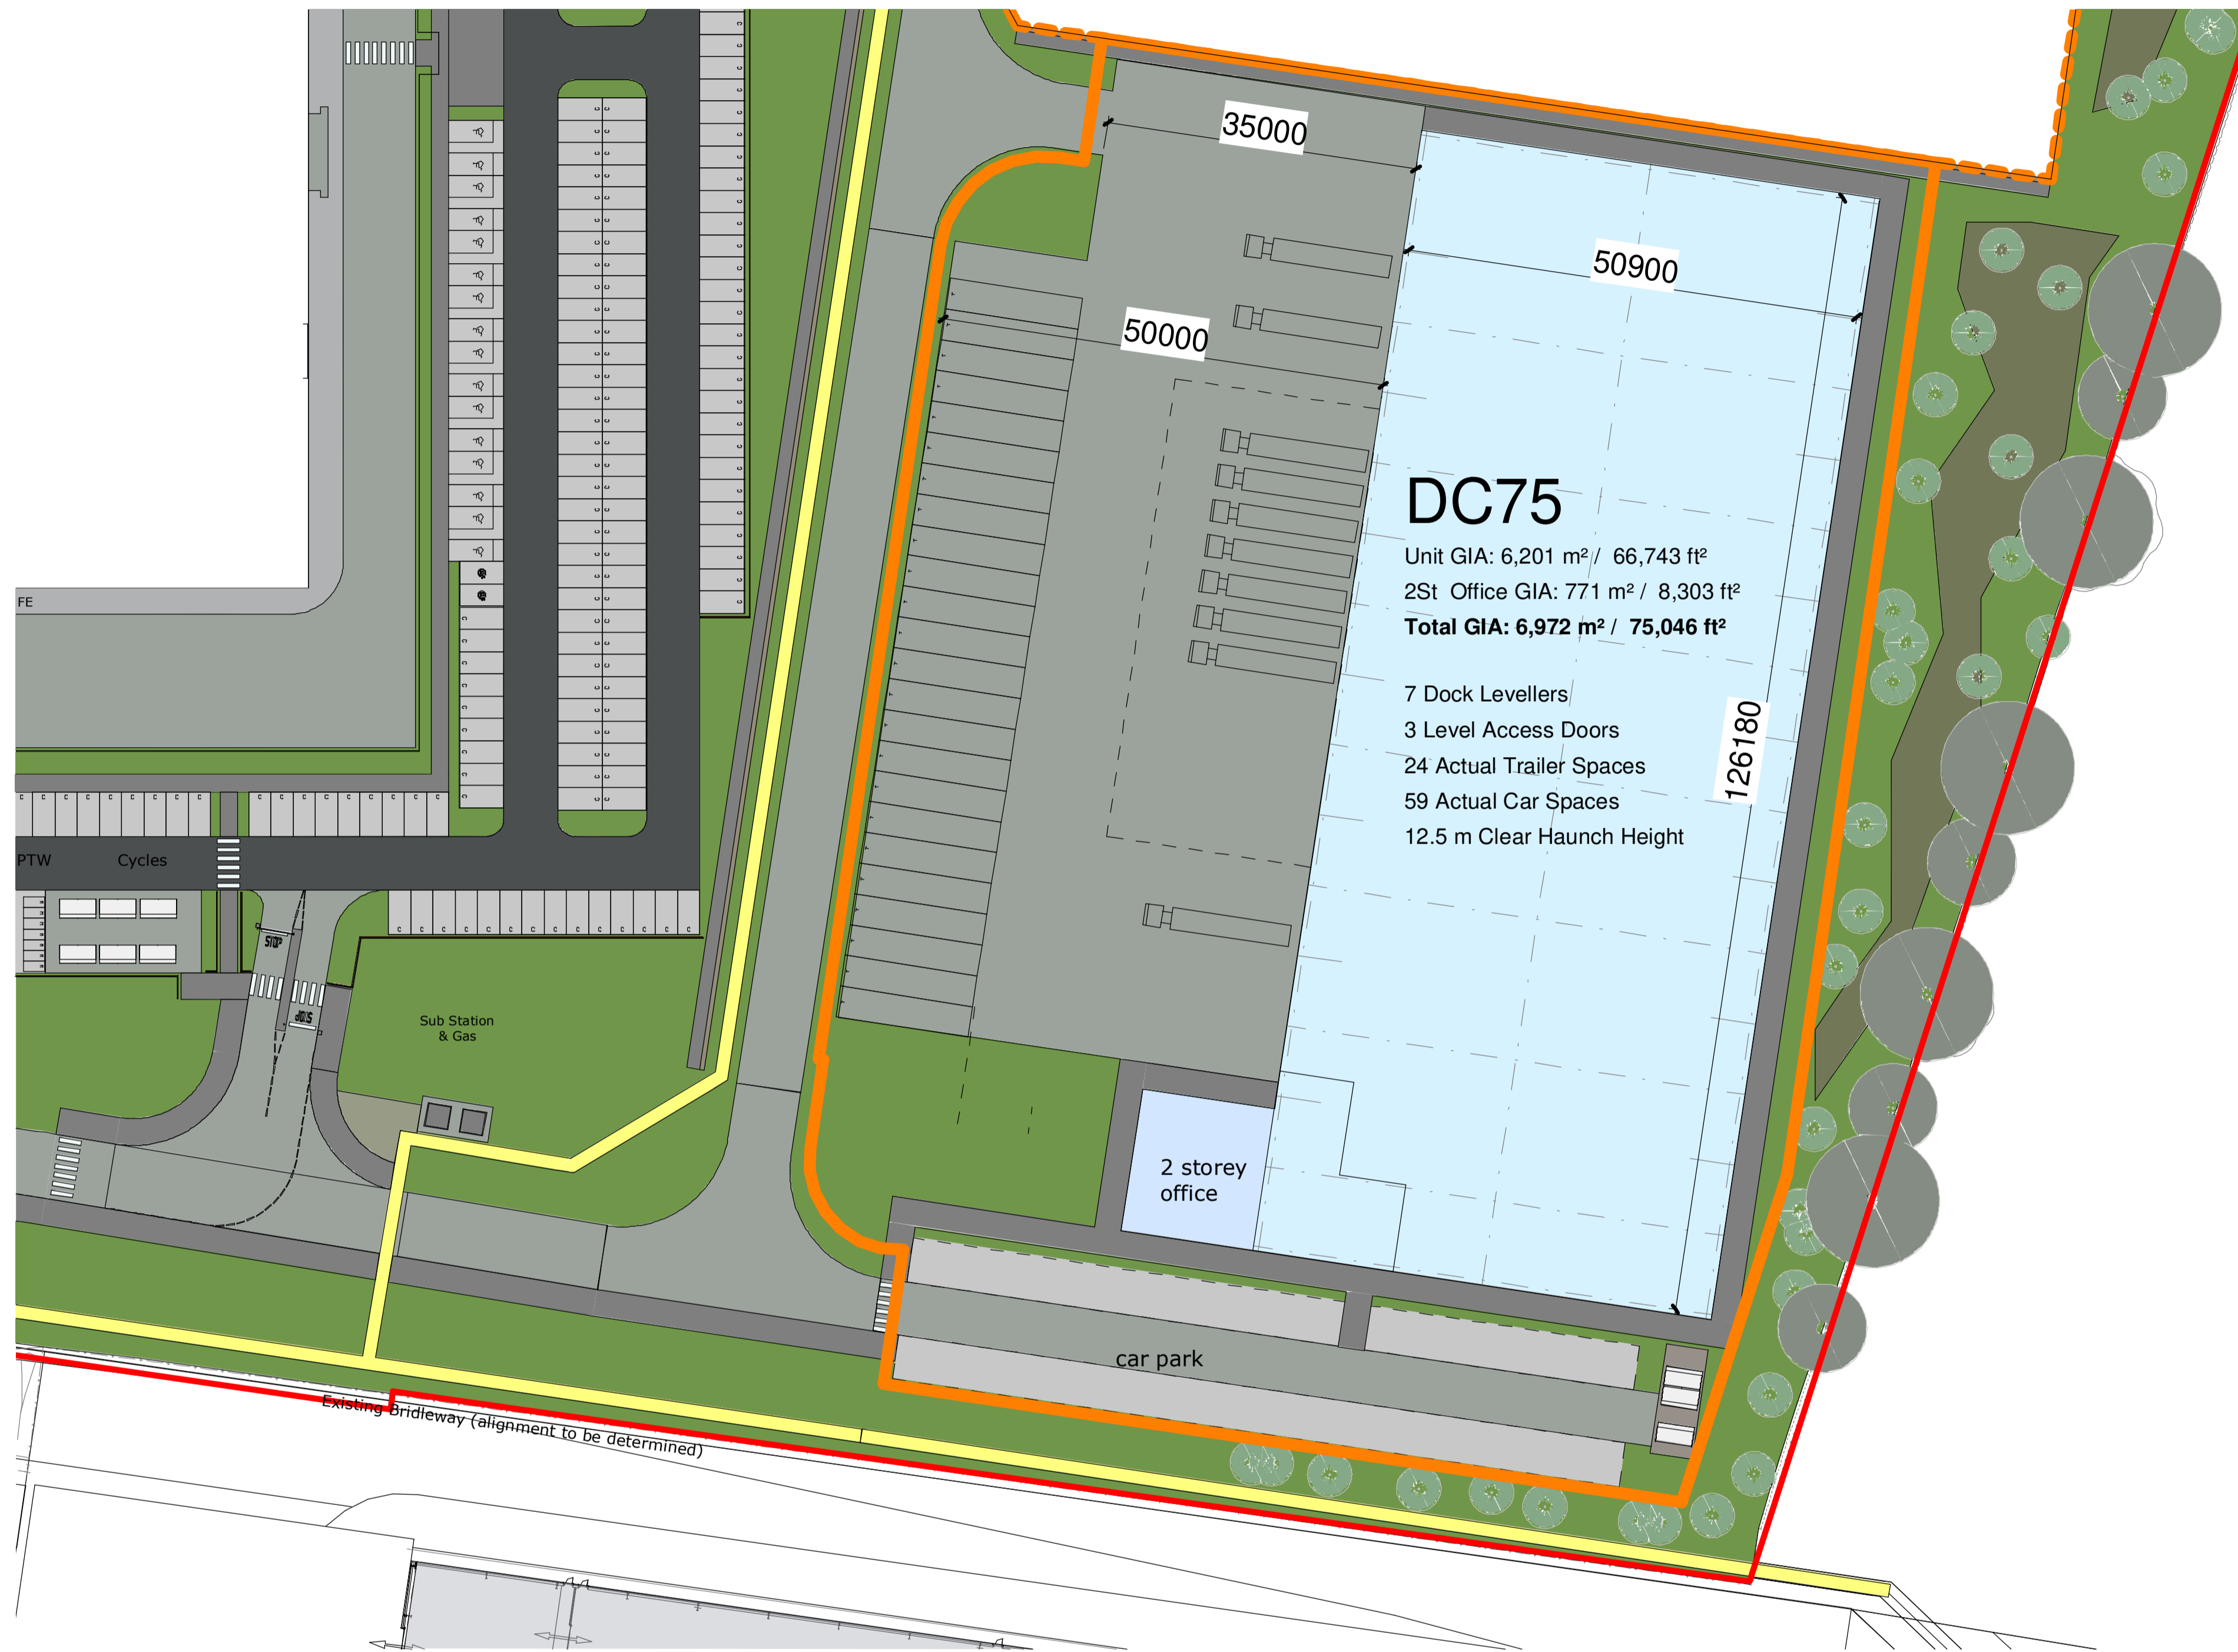 35000
50900
50000
DC75
Unit GIA: 6,201 m² / 66,743 ft²
2St Office GIA: 771 m² / 8,303 ft²
Total GIA: 6,972 m² / 75,046 ft²
7 Dock Levellers
3 Level Access Doors
24 Actual Trailer Spaces
59 Actual Car Spaces
12.5 m Clear Haunch Height
126180
FE
PTW
Cycles
STOP
STOP
Sub Station
& Gas
2 storey
office
car park
Existing Bridleway (alignment to be determined)